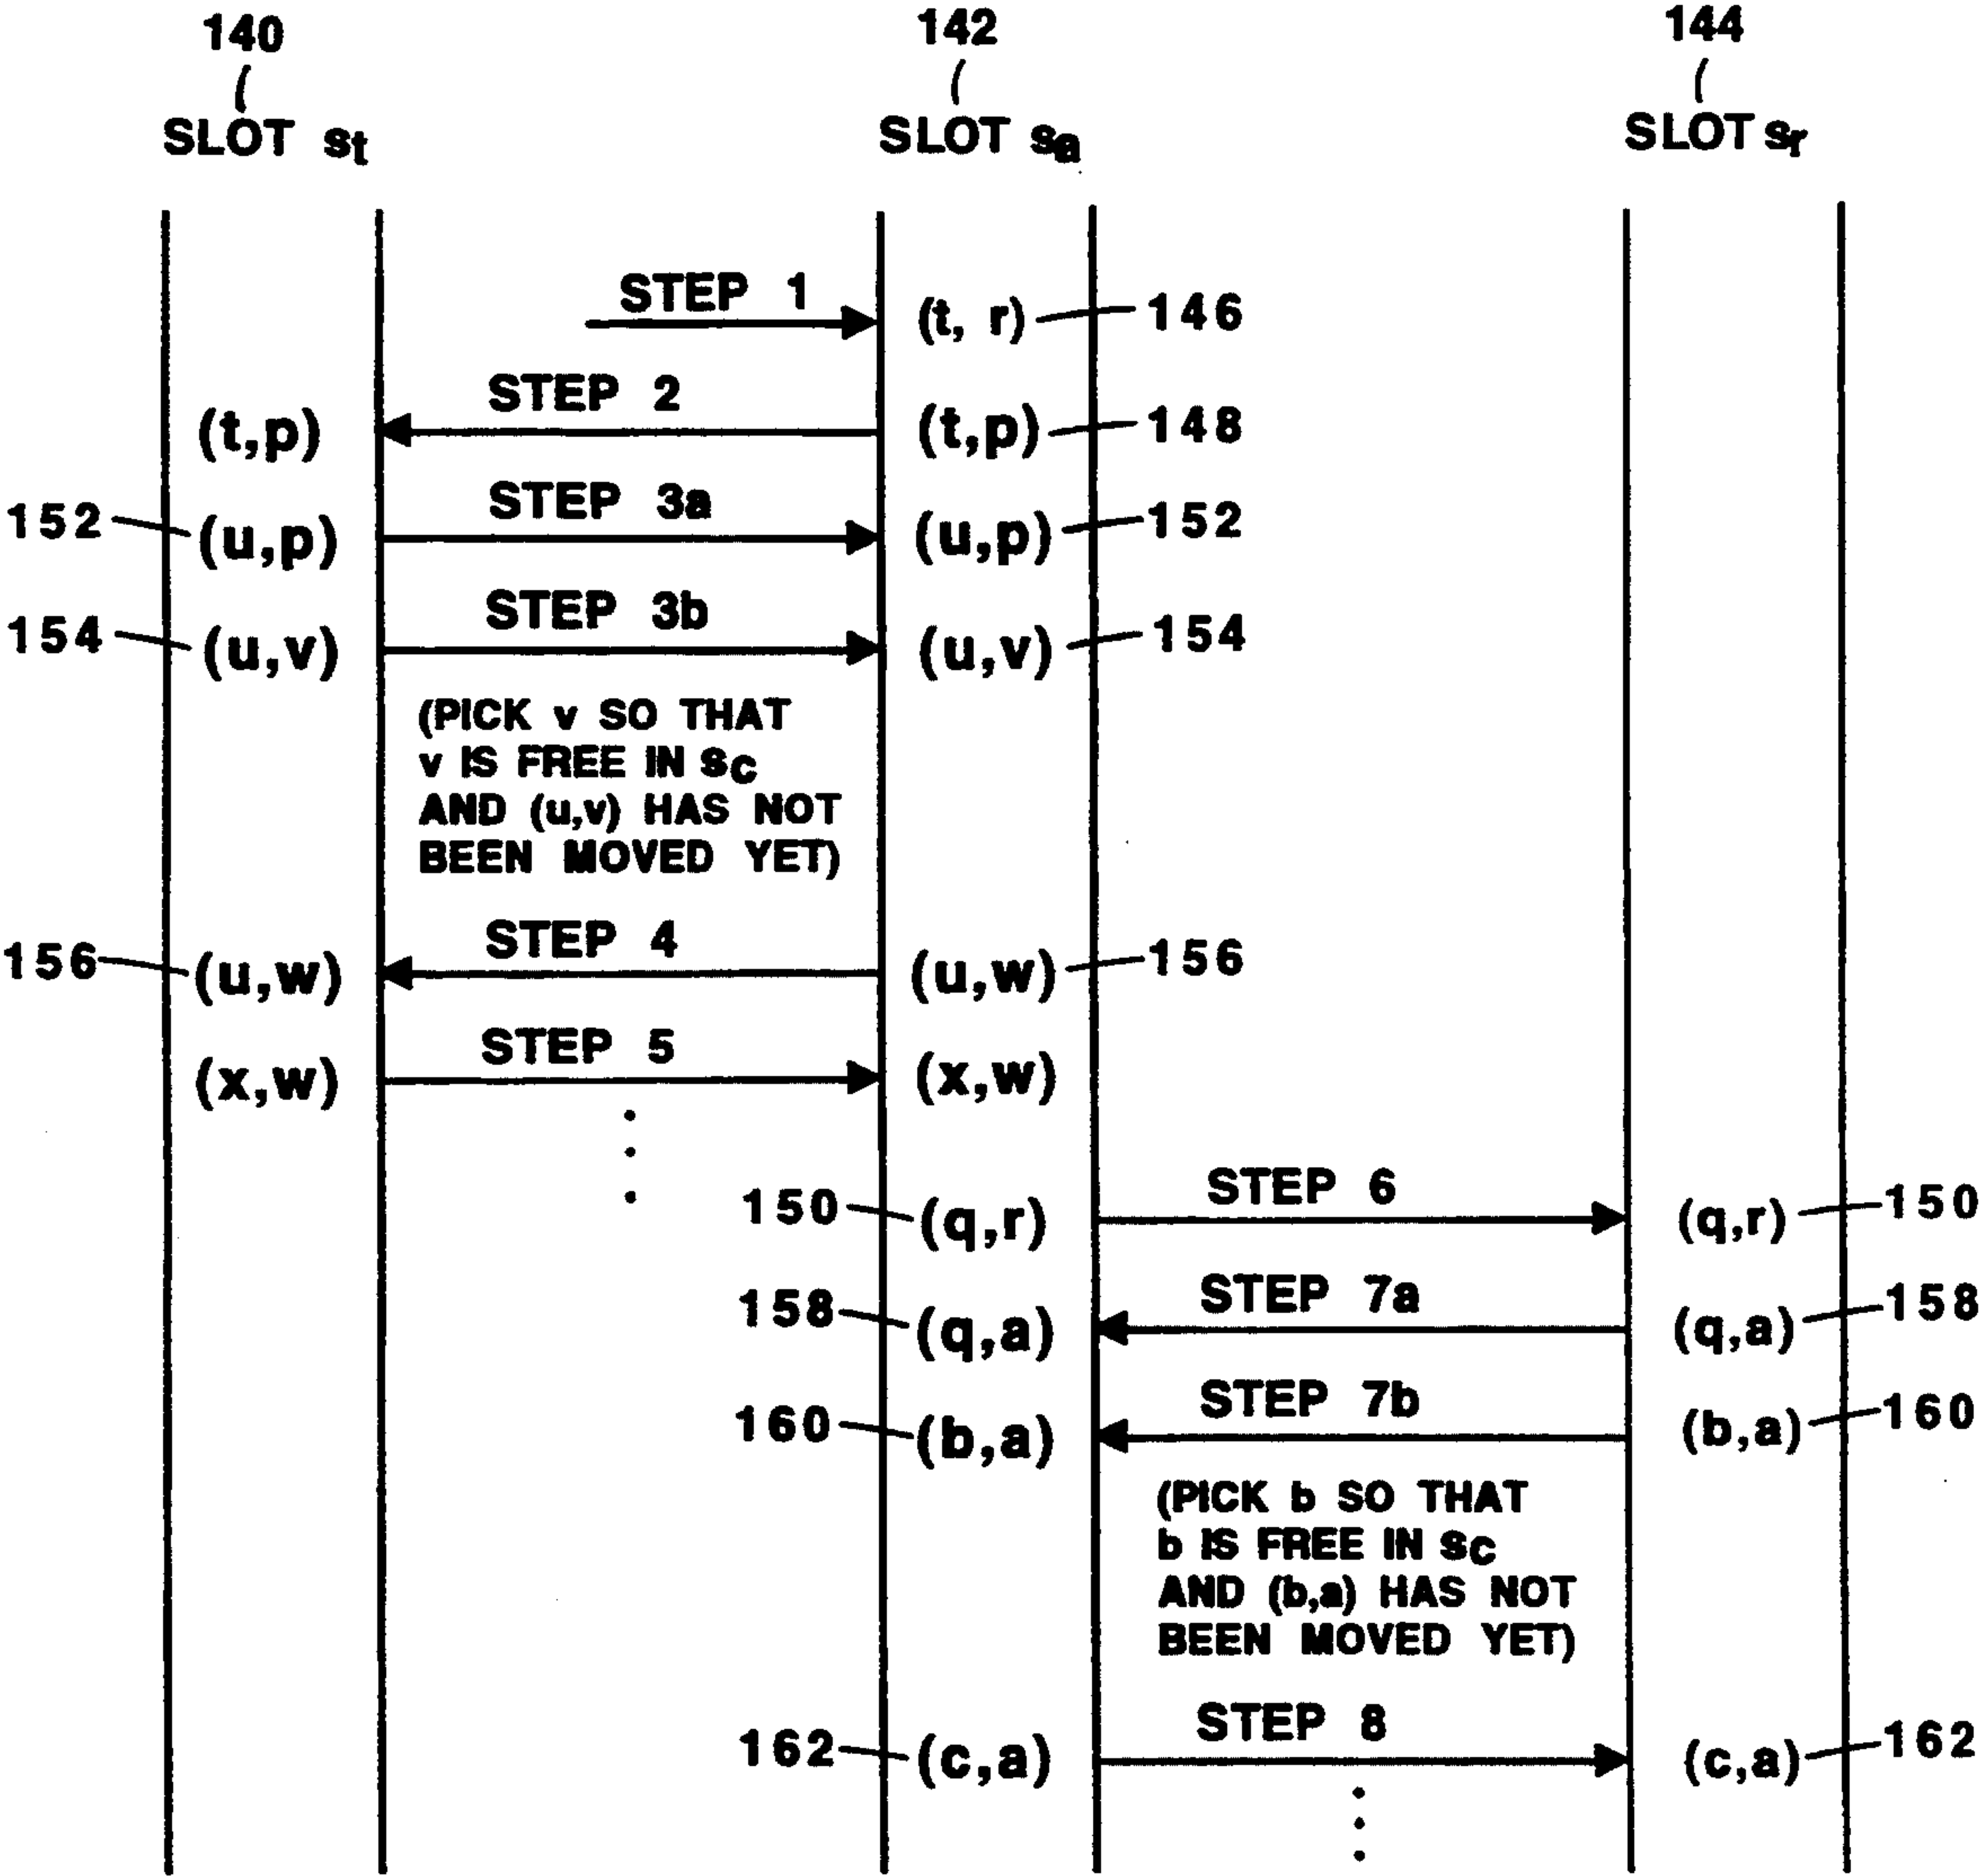 140 142 144
SLOT st SLOT sa SLOT sr
STEP 1
(t, r) 146
STEP 2
(t,p) (t,p) 148
STEP 3a
152 (u,p) (u,p) 152
STEP 3b
154 (u,v) (u,v) 154
(PICK v SO THAT
v IS FREE IN sc
AND (u,v) HAS NOT
BEEN MOVED YET)
STEP 4
156 (u,w) (u,w) 156
STEP 5
(x,w) (x,w)
STEP 6
150 (q,r) (q,r) 150
STEP 7a
158 (q,a) (q,a) 158
STEP 7b
160 (b,a) (b,a) 160
(PICK b SO THAT
b IS FREE IN sc
AND (b,a) HAS NOT
BEEN MOVED YET)
STEP 8
162 (c,a) (c,a) 162